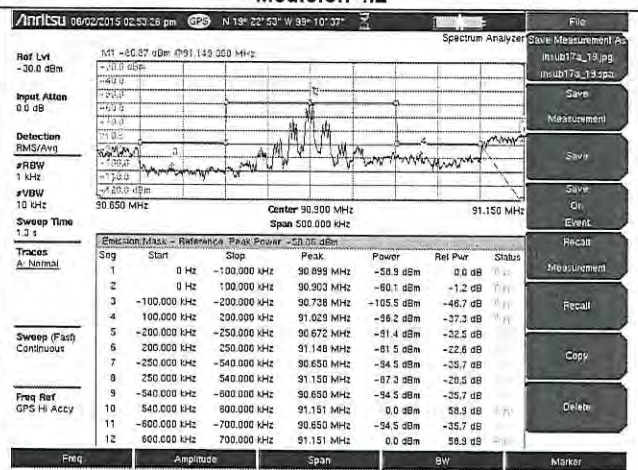 Medición 4.2
Anritsu 06/02/2015 02:53:26 pm GPS N 19° 22' 53" W 99° 10' 37"
Spectrum Analyzer
Ref Lvl
-30.0 dBm
Input Atten
0.0 dB
Detection
RMS/Avg
#RBW
1 kHz
#VBW
10 kHz
Sweep Time
1.3 s
Traces
A: Normal
Sweep (Fast)
Continuous
Freq Ref
GPS Hi Accy
M1 @91.149 000 MHz
-120.0 dBm
90.650 MHz
Center 90.900 MHz
91.150 MHz
Span 500.000 kHz
Emission Mask - Reference Peak Power
Seg Start Stop Peak Power Rel Pwr Status
1 0 Hz -100.000 kHz 90.899 MHz -58.9 dBm 0.0 dB
2 0 Hz 100.000 kHz 90.903 MHz -60.1 dBm -1.2 dB
3 -100.000 kHz -200.000 kHz 90.738 MHz -105.5 dBm -46.7 dB
4 100.000 kHz 200.000 kHz 91.029 MHz -96.2 dBm -37.3 dB
5 -200.000 kHz -250.000 kHz 90.672 MHz -91.4 dBm -32.5 dB
6 200.000 kHz 250.000 kHz 91.148 MHz -81.5 dBm -22.6 dB
7 -250.000 kHz -540.000 kHz 90.650 MHz -94.5 dBm -35.7 dB
8 250.000 kHz 540.000 kHz 91.150 MHz -87.3 dBm -28.5 dB
9 -540.000 kHz -600.000 kHz 90.650 MHz -94.5 dBm -35.7 dB
10 540.000 kHz 600.000 kHz 91.151 MHz 0.0 dBm 58.9 dB
11 -600.000 kHz -700.000 kHz 90.650 MHz -94.5 dBm -35.7 dB
12 600.000 kHz 700.000 kHz 91.151 MHz 0.0 dBm 58.9 dB
File
Save Measurement As
insub17a_19.jpg
insub17a_19.spa
Save
Measurement
Save
Save
On
Event
Recall
Measurement
Recall
Copy
Delete
Freq Amplitude Span BW Marker